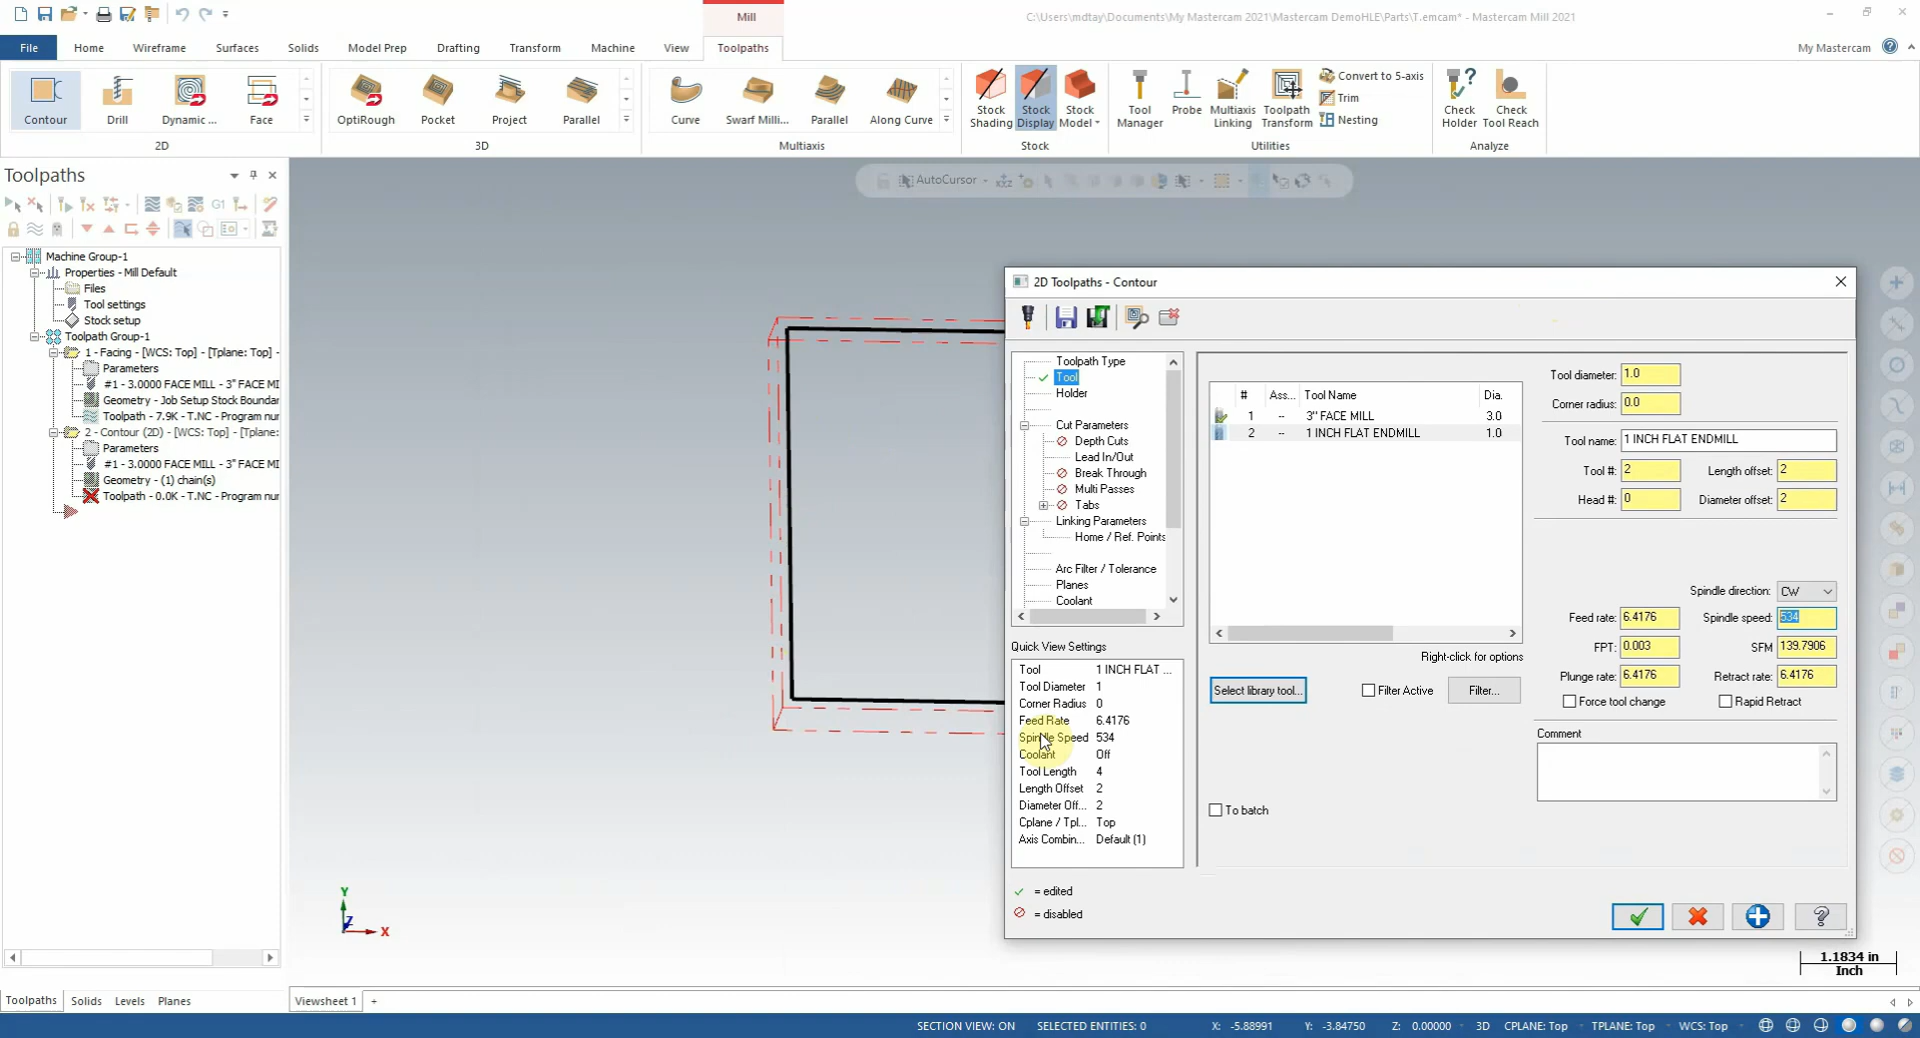 Mill
C:\Users\mdtay\Documents\My Mastercam 2021\Mastercam DemoHLE\Parts\T.emcam* - Mastercam Mill 2021
File Home Wireframe Surfaces Solids Model Prep Drafting Transform Machine View Toolpaths My Mastercam
Contour Drill Dynamic ... Face
2D
OptiRough Pocket Project Parallel
3D
Curve Swarf Milli... Parallel Along Curve
Multiaxis
Stock Shading Stock Display Stock Model
Stock
Tool Manager Probe Multiaxis Linking Toolpath Transform
Convert to 5-axis
Trim
Nesting
Utilities
Check Holder Check Tool Reach
Analyze
Toolpaths
G1
AutoCursor
Machine Group-1
Properties - Mill Default
Files
Tool settings
Stock setup
Toolpath Group-1
1 - Facing - [WCS: Top] - [Tplane: Top] -
Parameters
#1 - 3.0000 FACE MILL - 3" FACE MI
Geometry - Job Setup Stock Boundar
Toolpath - 7.9K - T.NC - Program nur
2 - Contour (2D) - [WCS: Top] - [Tplane:
Parameters
#1 - 3.0000 FACE MILL - 3" FACE MI
Geometry - (1) chain(s)
Toolpath - 0.0K - T.NC - Program nur
2D Toolpaths - Contour
Toolpath Type
Tool
Holder
Cut Parameters
Depth Cuts
Lead In/Out
Break Through
Multi Passes
Tabs
Linking Parameters
Home / Ref. Points
Arc Filter / Tolerance
Planes
Coolant
Quick View Settings
Tool 1 INCH FLAT ...
Tool Diameter 1
Corner Radius 0
Feed Rate 6.4176
Spindle Speed 534
Coolant Off
Tool Length 4
Length Offset 2
Diameter Off... 2
Cplane / Tpl... Top
Axis Combin... Default (1)
= edited
= disabled
# Ass... Tool Name Dia.
1 -- 3" FACE MILL 3.0
2 -- 1 INCH FLAT ENDMILL 1.0
Right-click for options
Select library tool... Filter Active Filter...
To batch
Tool diameter: 1.0
Corner radius: 0.0
Tool name: 1 INCH FLAT ENDMILL
Tool #: 2 Length offset: 2
Head #: 0 Diameter offset: 2
Spindle direction: CW
Feed rate: 6.4176 Spindle speed: 534
FPT: 0.003 SFM 139.7906
Plunge rate: 6.4176 Retract rate: 6.4176
Force tool change Rapid Retract
Comment
Y
Z
X
1.1834 in
Inch
Toolpaths Solids Levels Planes Viewsheet 1 +
SECTION VIEW: ON SELECTED ENTITIES: 0 X: -5.88991 Y: -3.84750 Z: 0.00000 3D CPLANE: Top TPLANE: Top WCS: Top